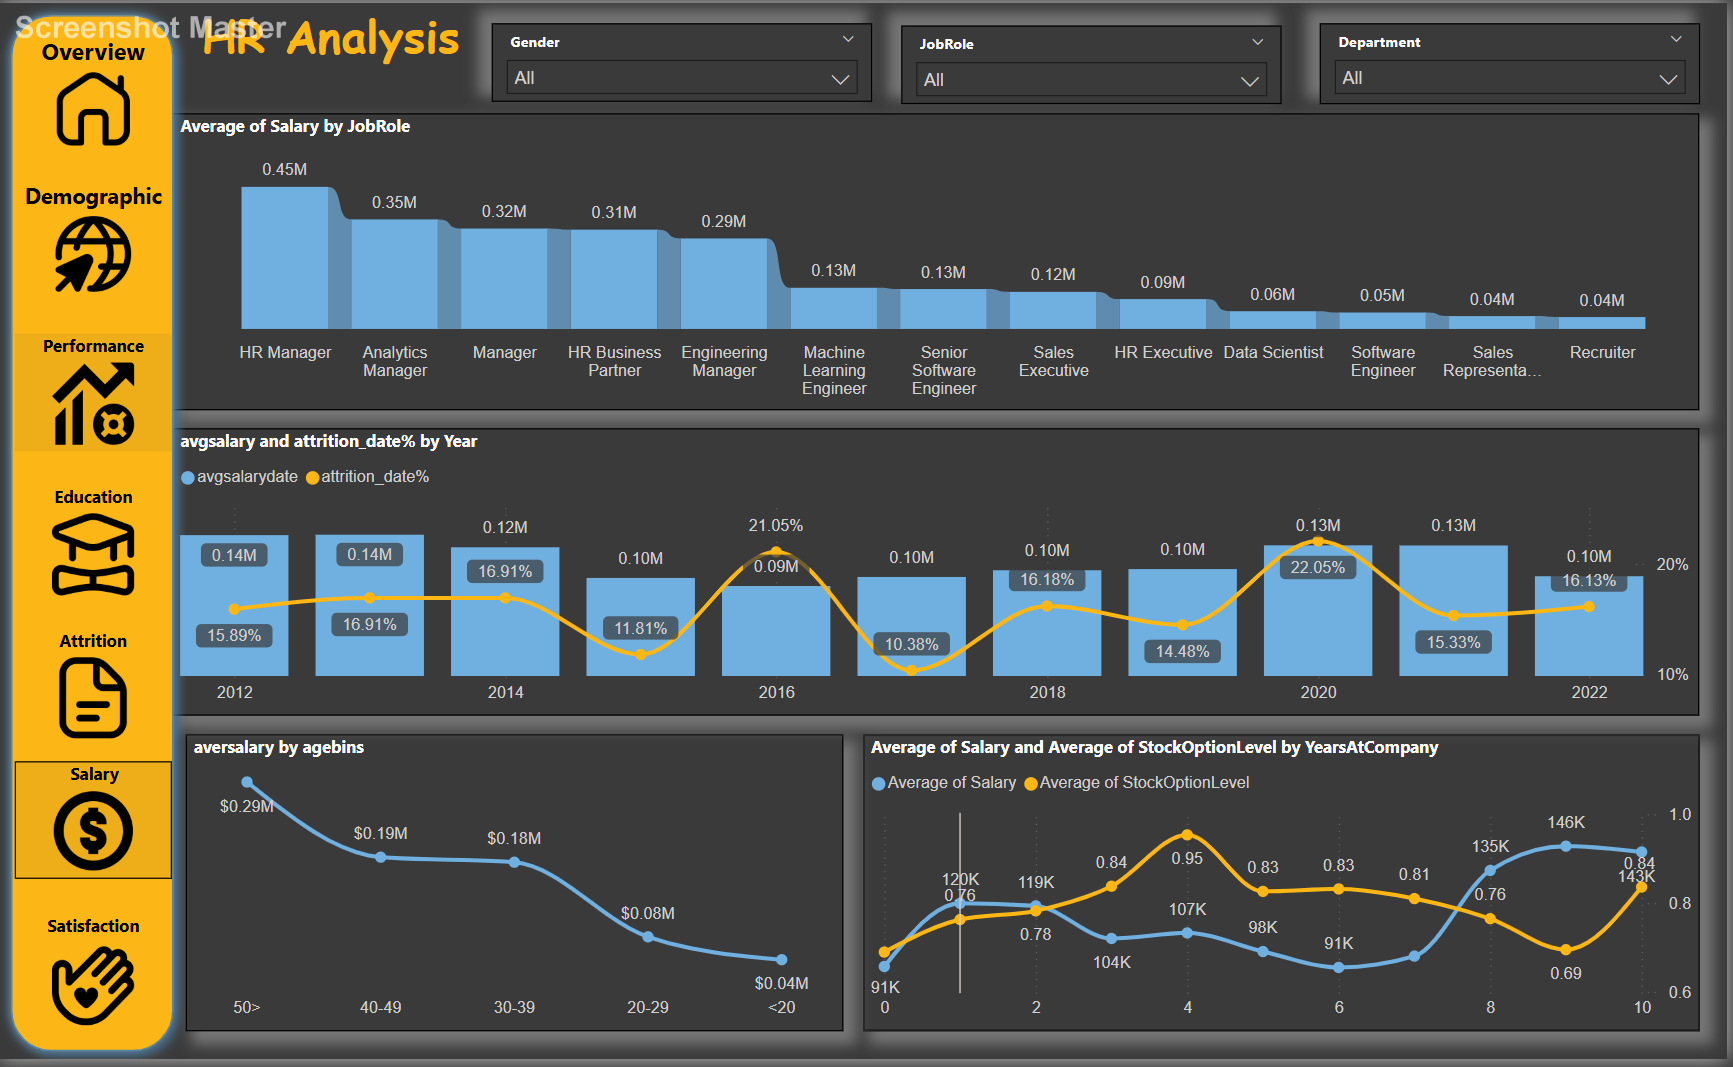 Screenshot Master
HR Analysis
Overview
Demographic
Performance
Education
Attrition
Salary
Satisfaction
Gender
All
JobRole
All
Department
All
Average of Salary by JobRole
0.45M
0.35M
0.32M
0.31M
0.29M
0.13M
0.13M
0.12M
0.09M
0.06M
0.05M
0.04M
0.04M
HR Manager
Analytics
Manager
Manager
HR Business
Partner
Engineering
Manager
Machine
Learning
Engineer
Senior
Software
Engineer
Sales
Executive
HR Executive
Data Scientist
Software
Engineer
Sales
Representa...
Recruiter
avgsalary and attrition_date% by Year
avgsalarydate
attrition_date%
0.14M
0.14M
0.12M
0.10M
0.09M
0.10M
0.10M
0.10M
0.13M
0.13M
0.10M
15.89%
16.91%
16.91%
11.81%
21.05%
10.38%
16.18%
14.48%
22.05%
15.33%
16.13%
20%
10%
2012
2014
2016
2018
2020
2022
aversalary by agebins
$0.29M
$0.19M
$0.18M
$0.08M
$0.04M
50>
40-49
30-39
20-29
<20
Average of Salary and Average of StockOptionLevel by YearsAtCompany
Average of Salary
Average of StockOptionLevel
91K
120K
119K
104K
107K
98K
91K
135K
146K
143K
0.76
0.78
0.84
0.95
0.83
0.83
0.81
0.76
0.69
0.84
1.0
0.8
0.6
0
2
4
6
8
10